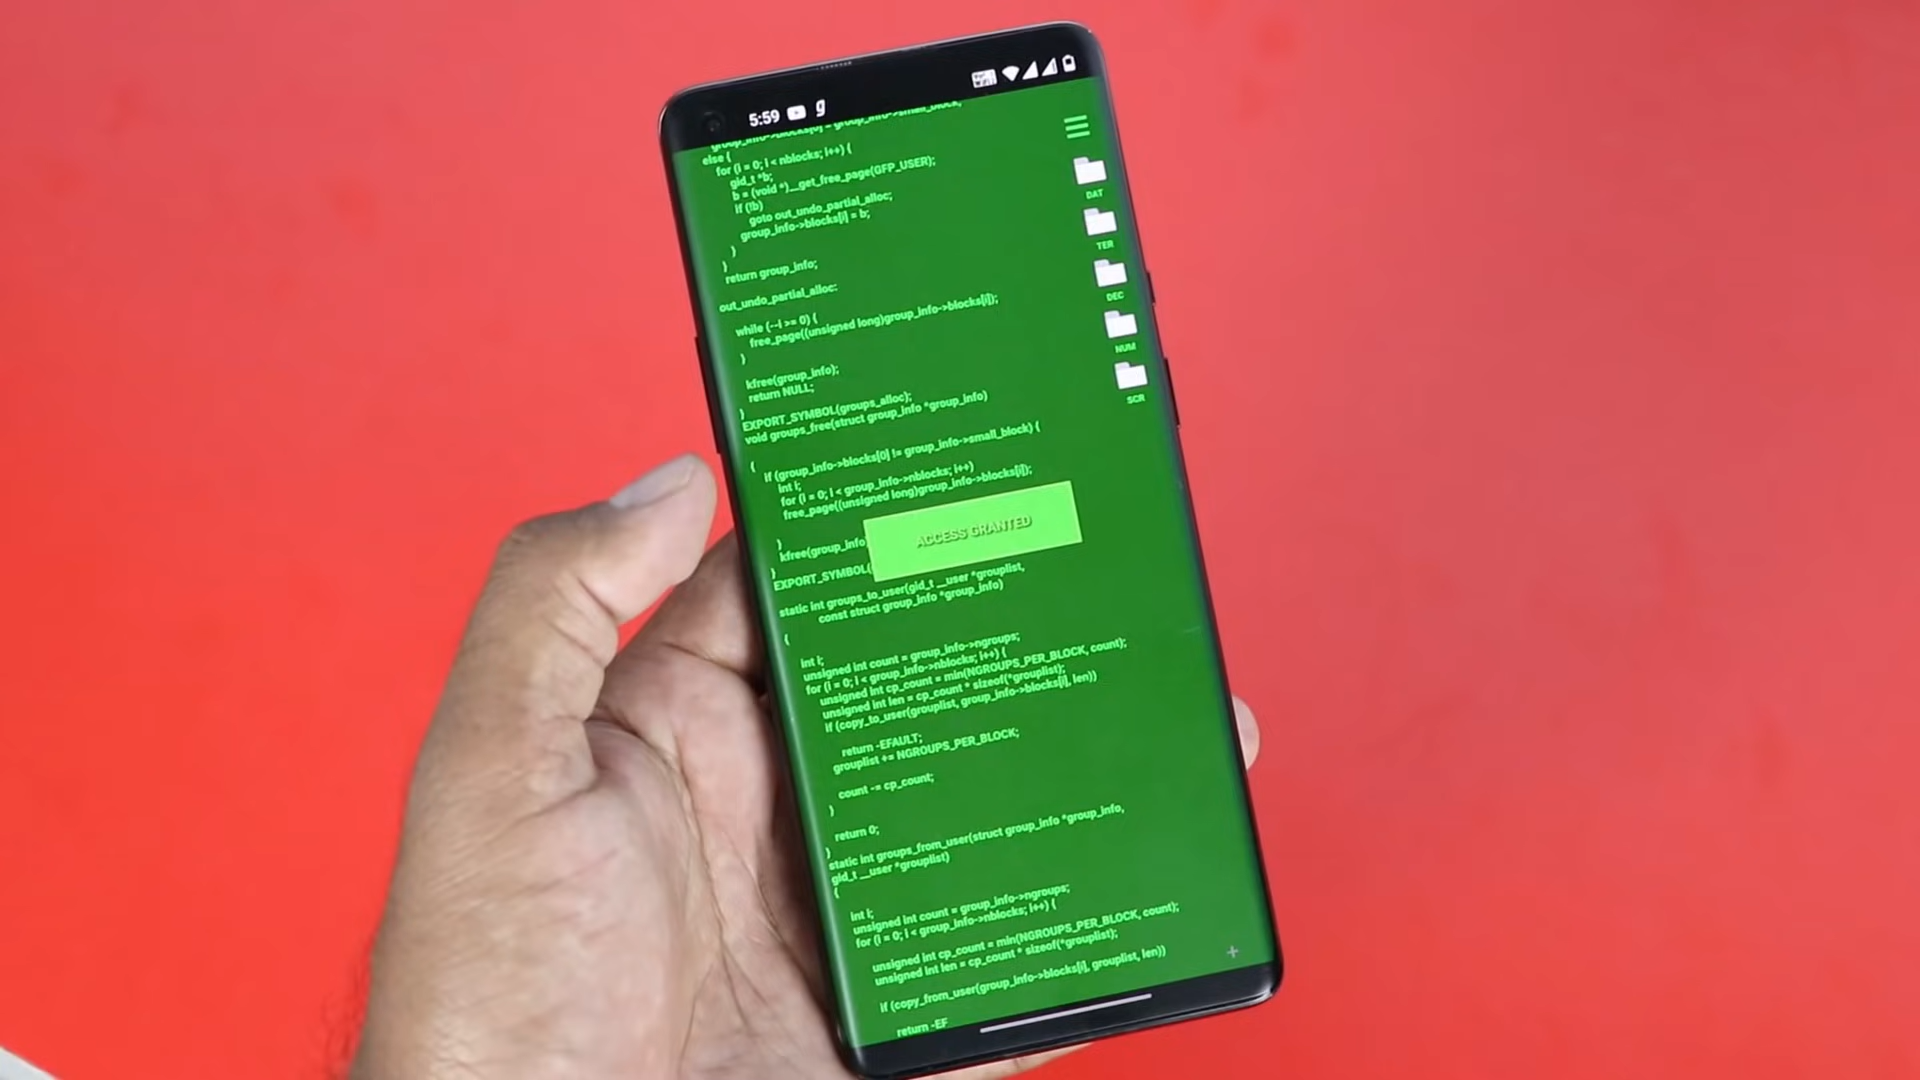 5:59 g
group_info->blocks[0] = group_info->small_block;
else {
for (i = 0; i < nblocks; i++) {
gid_t *b;
b = (void *)__get_free_page(GFP_USER);
if (!b)
goto out_undo_partial_alloc;
group_info->blocks[i] = b;
}
}
return group_info;
out_undo_partial_alloc:
while (--i >= 0) {
free_page((unsigned long)group_info->blocks[i]);
}
kfree(group_info);
return NULL;
}
EXPORT_SYMBOL(groups_alloc);
void groups_free(struct group_info *group_info)
{
if (group_info->blocks[0] != group_info->small_block) {
int i;
for (i = 0; i < group_info->nblocks; i++)
free_page((unsigned long)group_info->blocks[i]);
}
kfree(group_info
}
EXPORT_SYMBOL(
ACCESS GRANTED
static int groups_to_user(gid_t __user *grouplist,
const struct group_info *group_info)
{
int i;
unsigned int count = group_info->ngroups;
for (i = 0; i < group_info->nblocks; i++) {
unsigned int cp_count = min(NGROUPS_PER_BLOCK, count);
unsigned int len = cp_count * sizeof(*grouplist);
if (copy_to_user(grouplist, group_info->blocks[i], len))
return -EFAULT;
grouplist += NGROUPS_PER_BLOCK;
count -= cp_count;
}
return 0;
}
static int groups_from_user(struct group_info *group_info,
gid_t __user *grouplist)
{
int i;
unsigned int count = group_info->ngroups;
for (i = 0; i < group_info->nblocks; i++) {
unsigned int cp_count = min(NGROUPS_PER_BLOCK, count);
unsigned int len = cp_count * sizeof(*grouplist);
if (copy_from_user(group_info->blocks[i], grouplist, len))
return -EF
DAT
TER
DEC
NUM
SCR
+